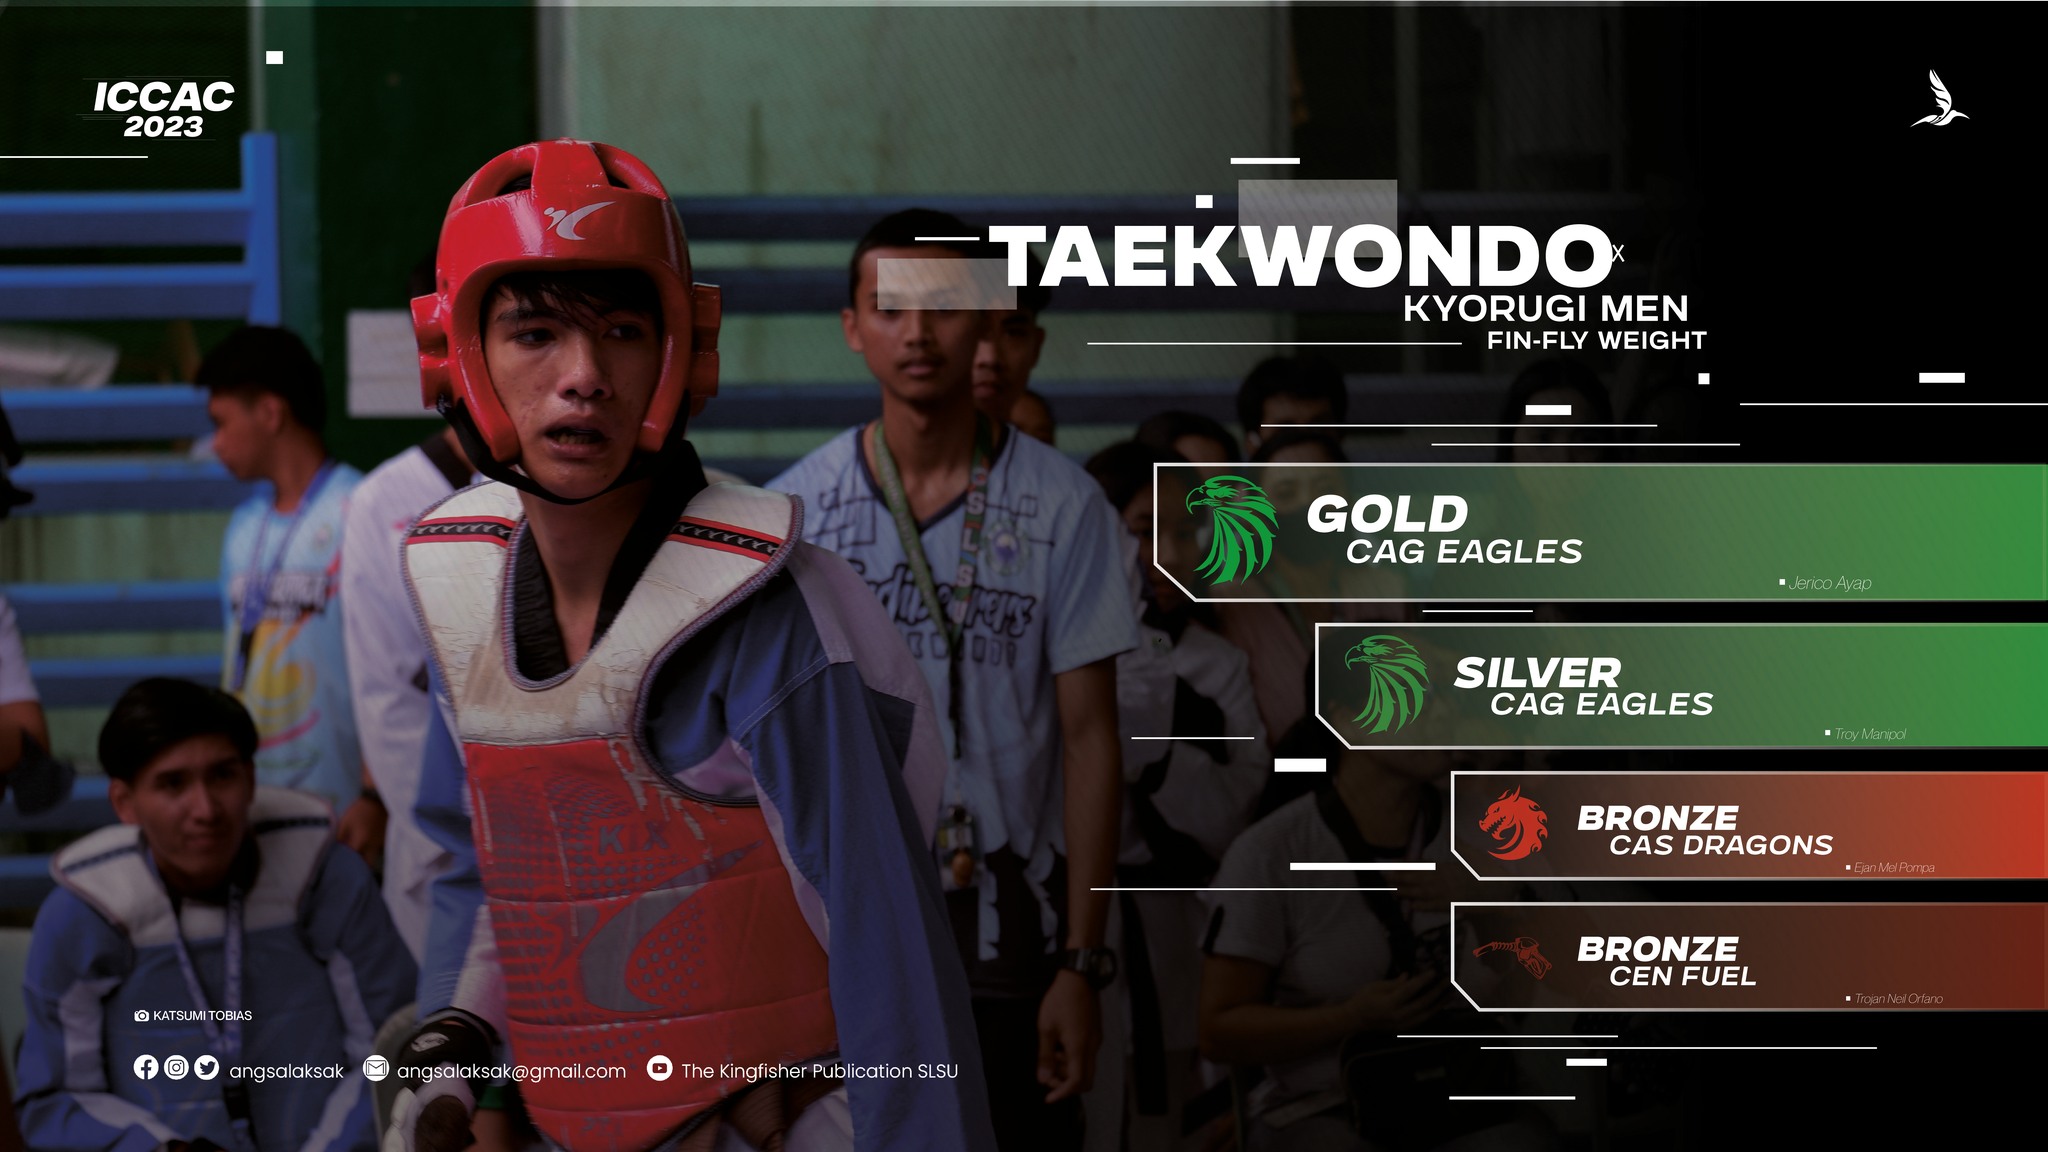 ICCAC
2023
TAEKWONDO
X
KYORUGI MEN
FIN-FLY WEIGHT
GOLD
CAG EAGLES
Jerico Ayap
SILVER
CAG EAGLES
Troy Manipol
BRONZE
CAS DRAGONS
Ejan Mel Pompa
BRONZE
CEN FUEL
Trojan Neil Orfano
KATSUMI TOBIAS
angsalaksak
angsalaksak@gmail.com
The Kingfisher Publication SLSU